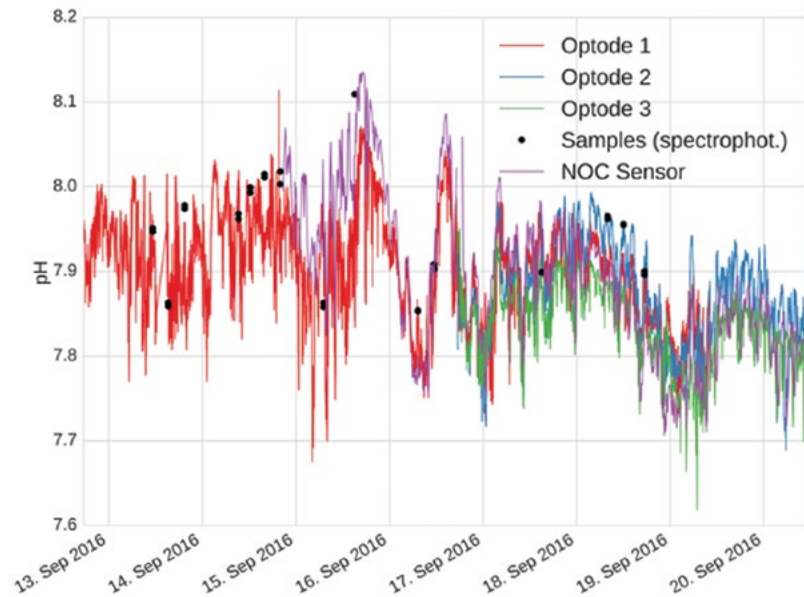 8.2
8.1
8.0
7.9
7.8
7.7
7.6
pH
Optode 1
Optode 2
Optode 3
Samples (spectrophot.)
NOC Sensor
13. Sep 2016
14. Sep 2016
15. Sep 2016
16. Sep 2016
17. Sep 2016
18. Sep 2016
19. Sep 2016
20. Sep 2016